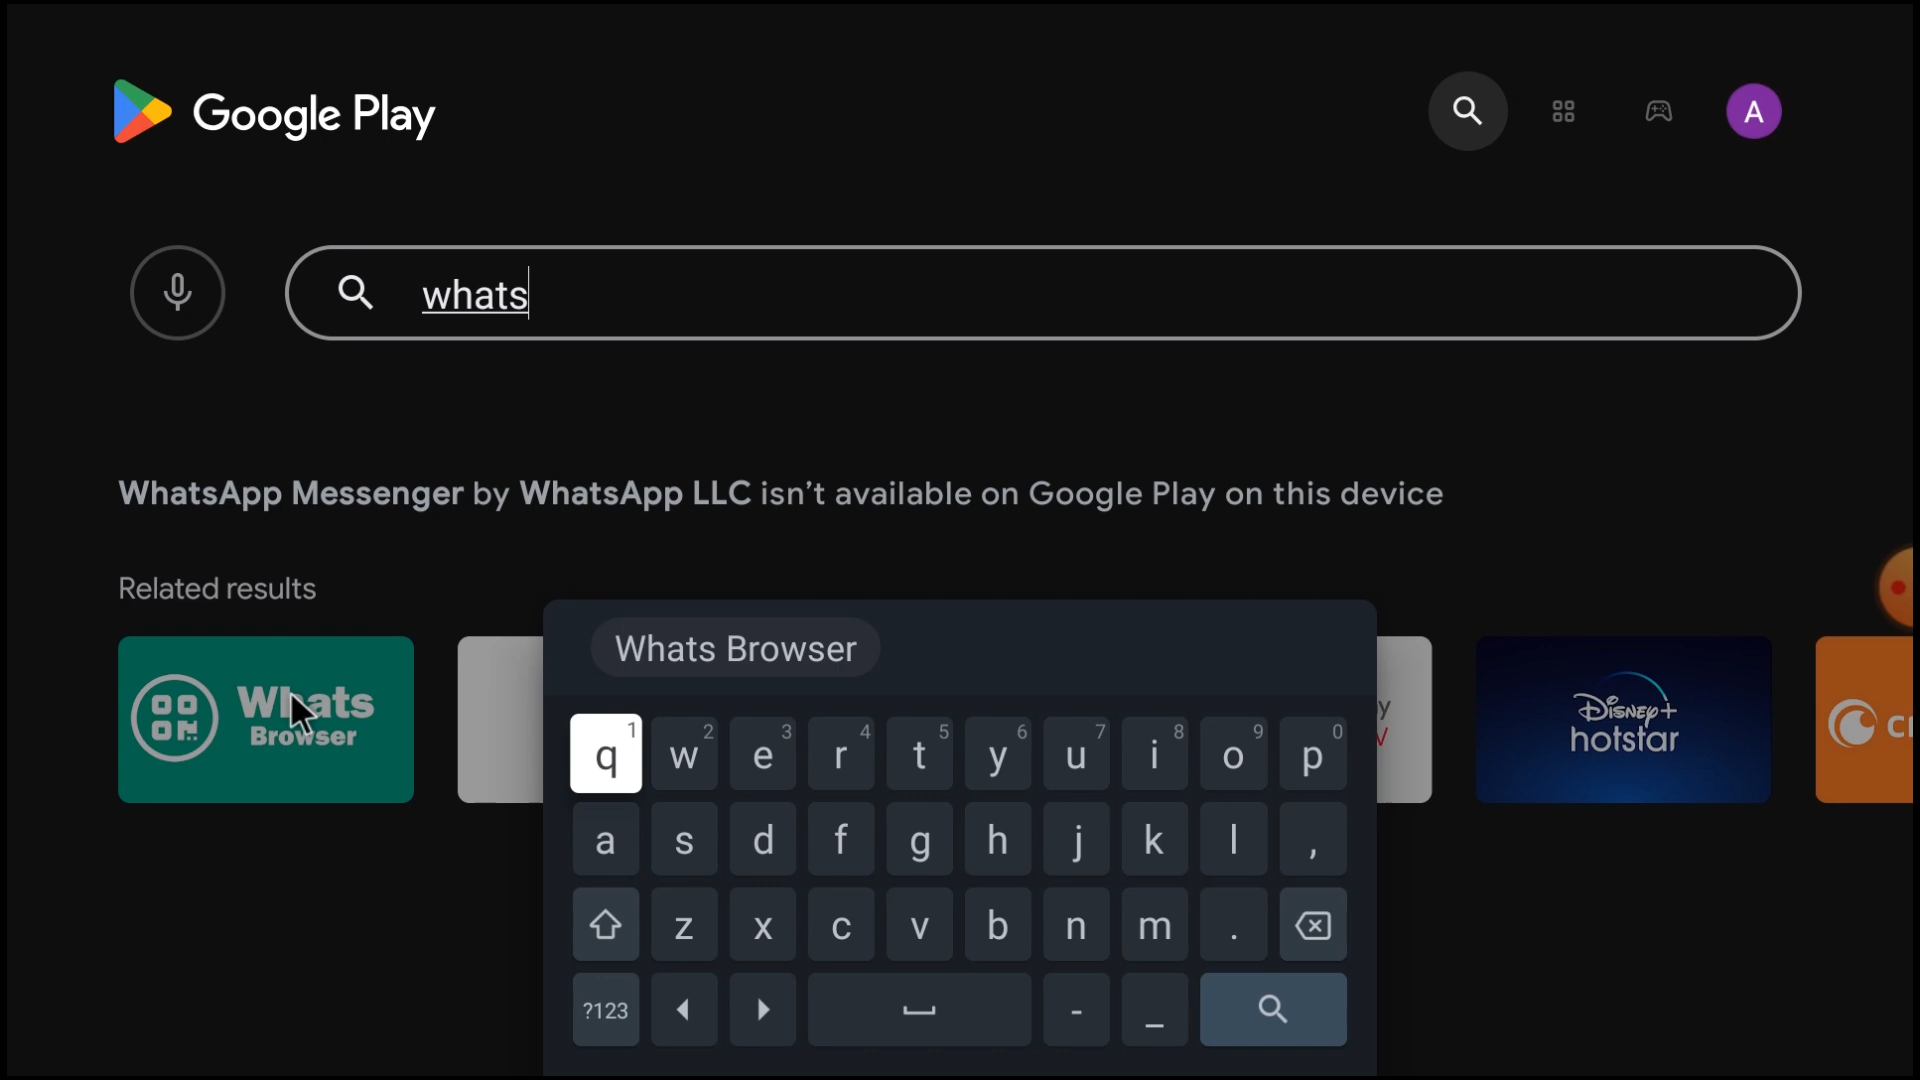 Google Play
A
whats
WhatsApp Messenger by WhatsApp LLC isn't available on Google Play on this device
Related results
Whats
Browser
Whats Browser
y
V
Disney+
hotstar
q 1 w 2 e 3 r 4 t 5 y 6 u 7 i 8 o 9 p 0
a s d f g h j k l ,
z x c v b n m .
?123 - _